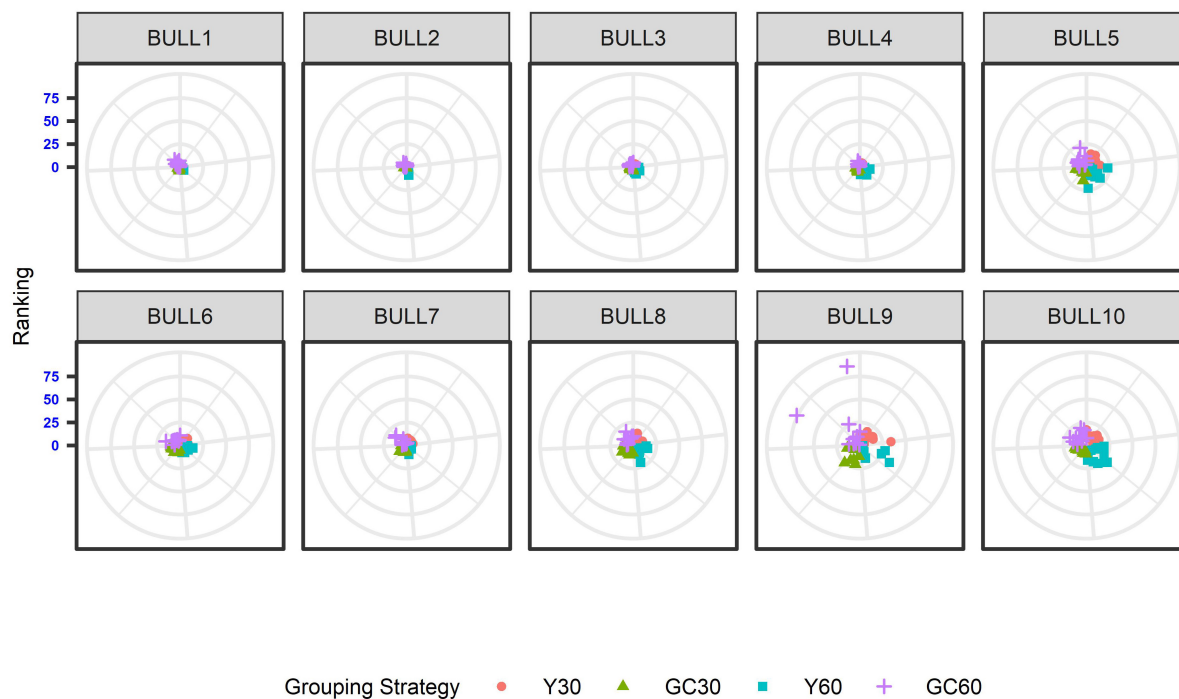 BULL1 BULL2 BULL3 BULL4 BULL5
75
50
25
0
Ranking
BULL6 BULL7 BULL8 BULL9 BULL10
75
50
25
0
Grouping Strategy Y30 GC30 Y60 GC60